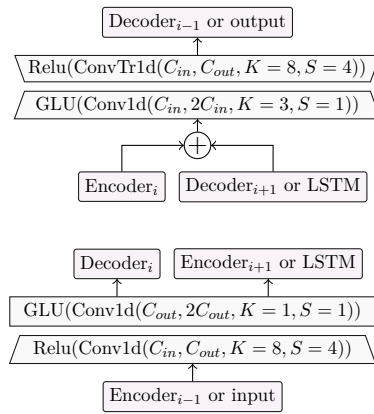 Decoder_{i−1} or output
Relu(ConvTr1d(C_{in}, C_{out}, K = 8, S = 4))
GLU(Conv1d(C_{in}, 2C_{in}, K = 3, S = 1))
+
Encoder_i Decoder_{i+1} or LSTM
Decoder_i Encoder_{i+1} or LSTM
GLU(Conv1d(C_{out}, 2C_{out}, K = 1, S = 1))
Relu(Conv1d(C_{in}, C_{out}, K = 8, S = 4))
Encoder_{i−1} or input